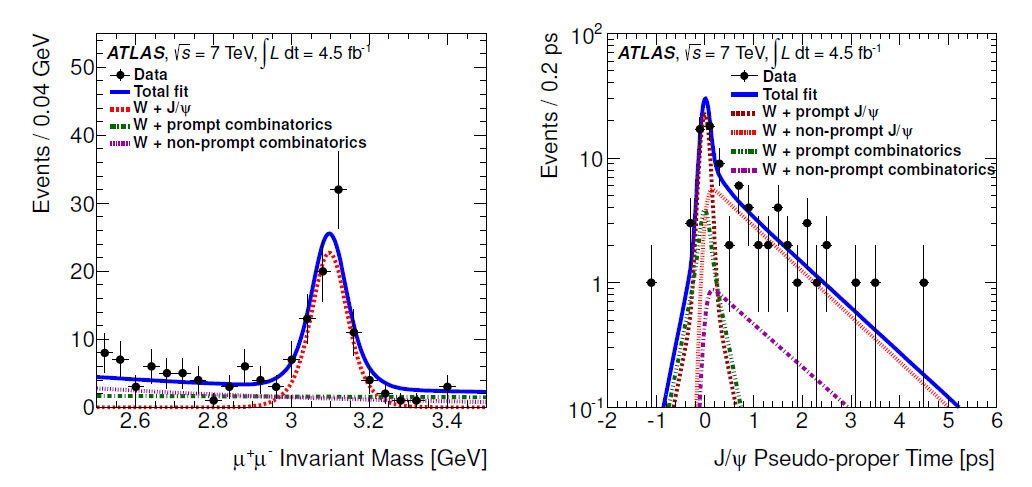 ATLAS, √s = 7 TeV, ∫L dt = 4.5 fb⁻¹
Data
Total fit
W + J/ψ
W + prompt combinatorics
W + non-prompt combinatorics
Events / 0.04 GeV
50
40
30
20
10
0
2.6 2.8 3 3.2 3.4
μ⁺μ⁻ Invariant Mass [GeV]
ATLAS, √s = 7 TeV, ∫L dt = 4.5 fb⁻¹
Data
Total fit
W + prompt J/ψ
W + non-prompt J/ψ
W + prompt combinatorics
W + non-prompt combinatorics
Events / 0.2 ps
10²
10
1
10⁻¹
-2 -1 0 1 2 3 4 5 6
J/ψ Pseudo-proper Time [ps]